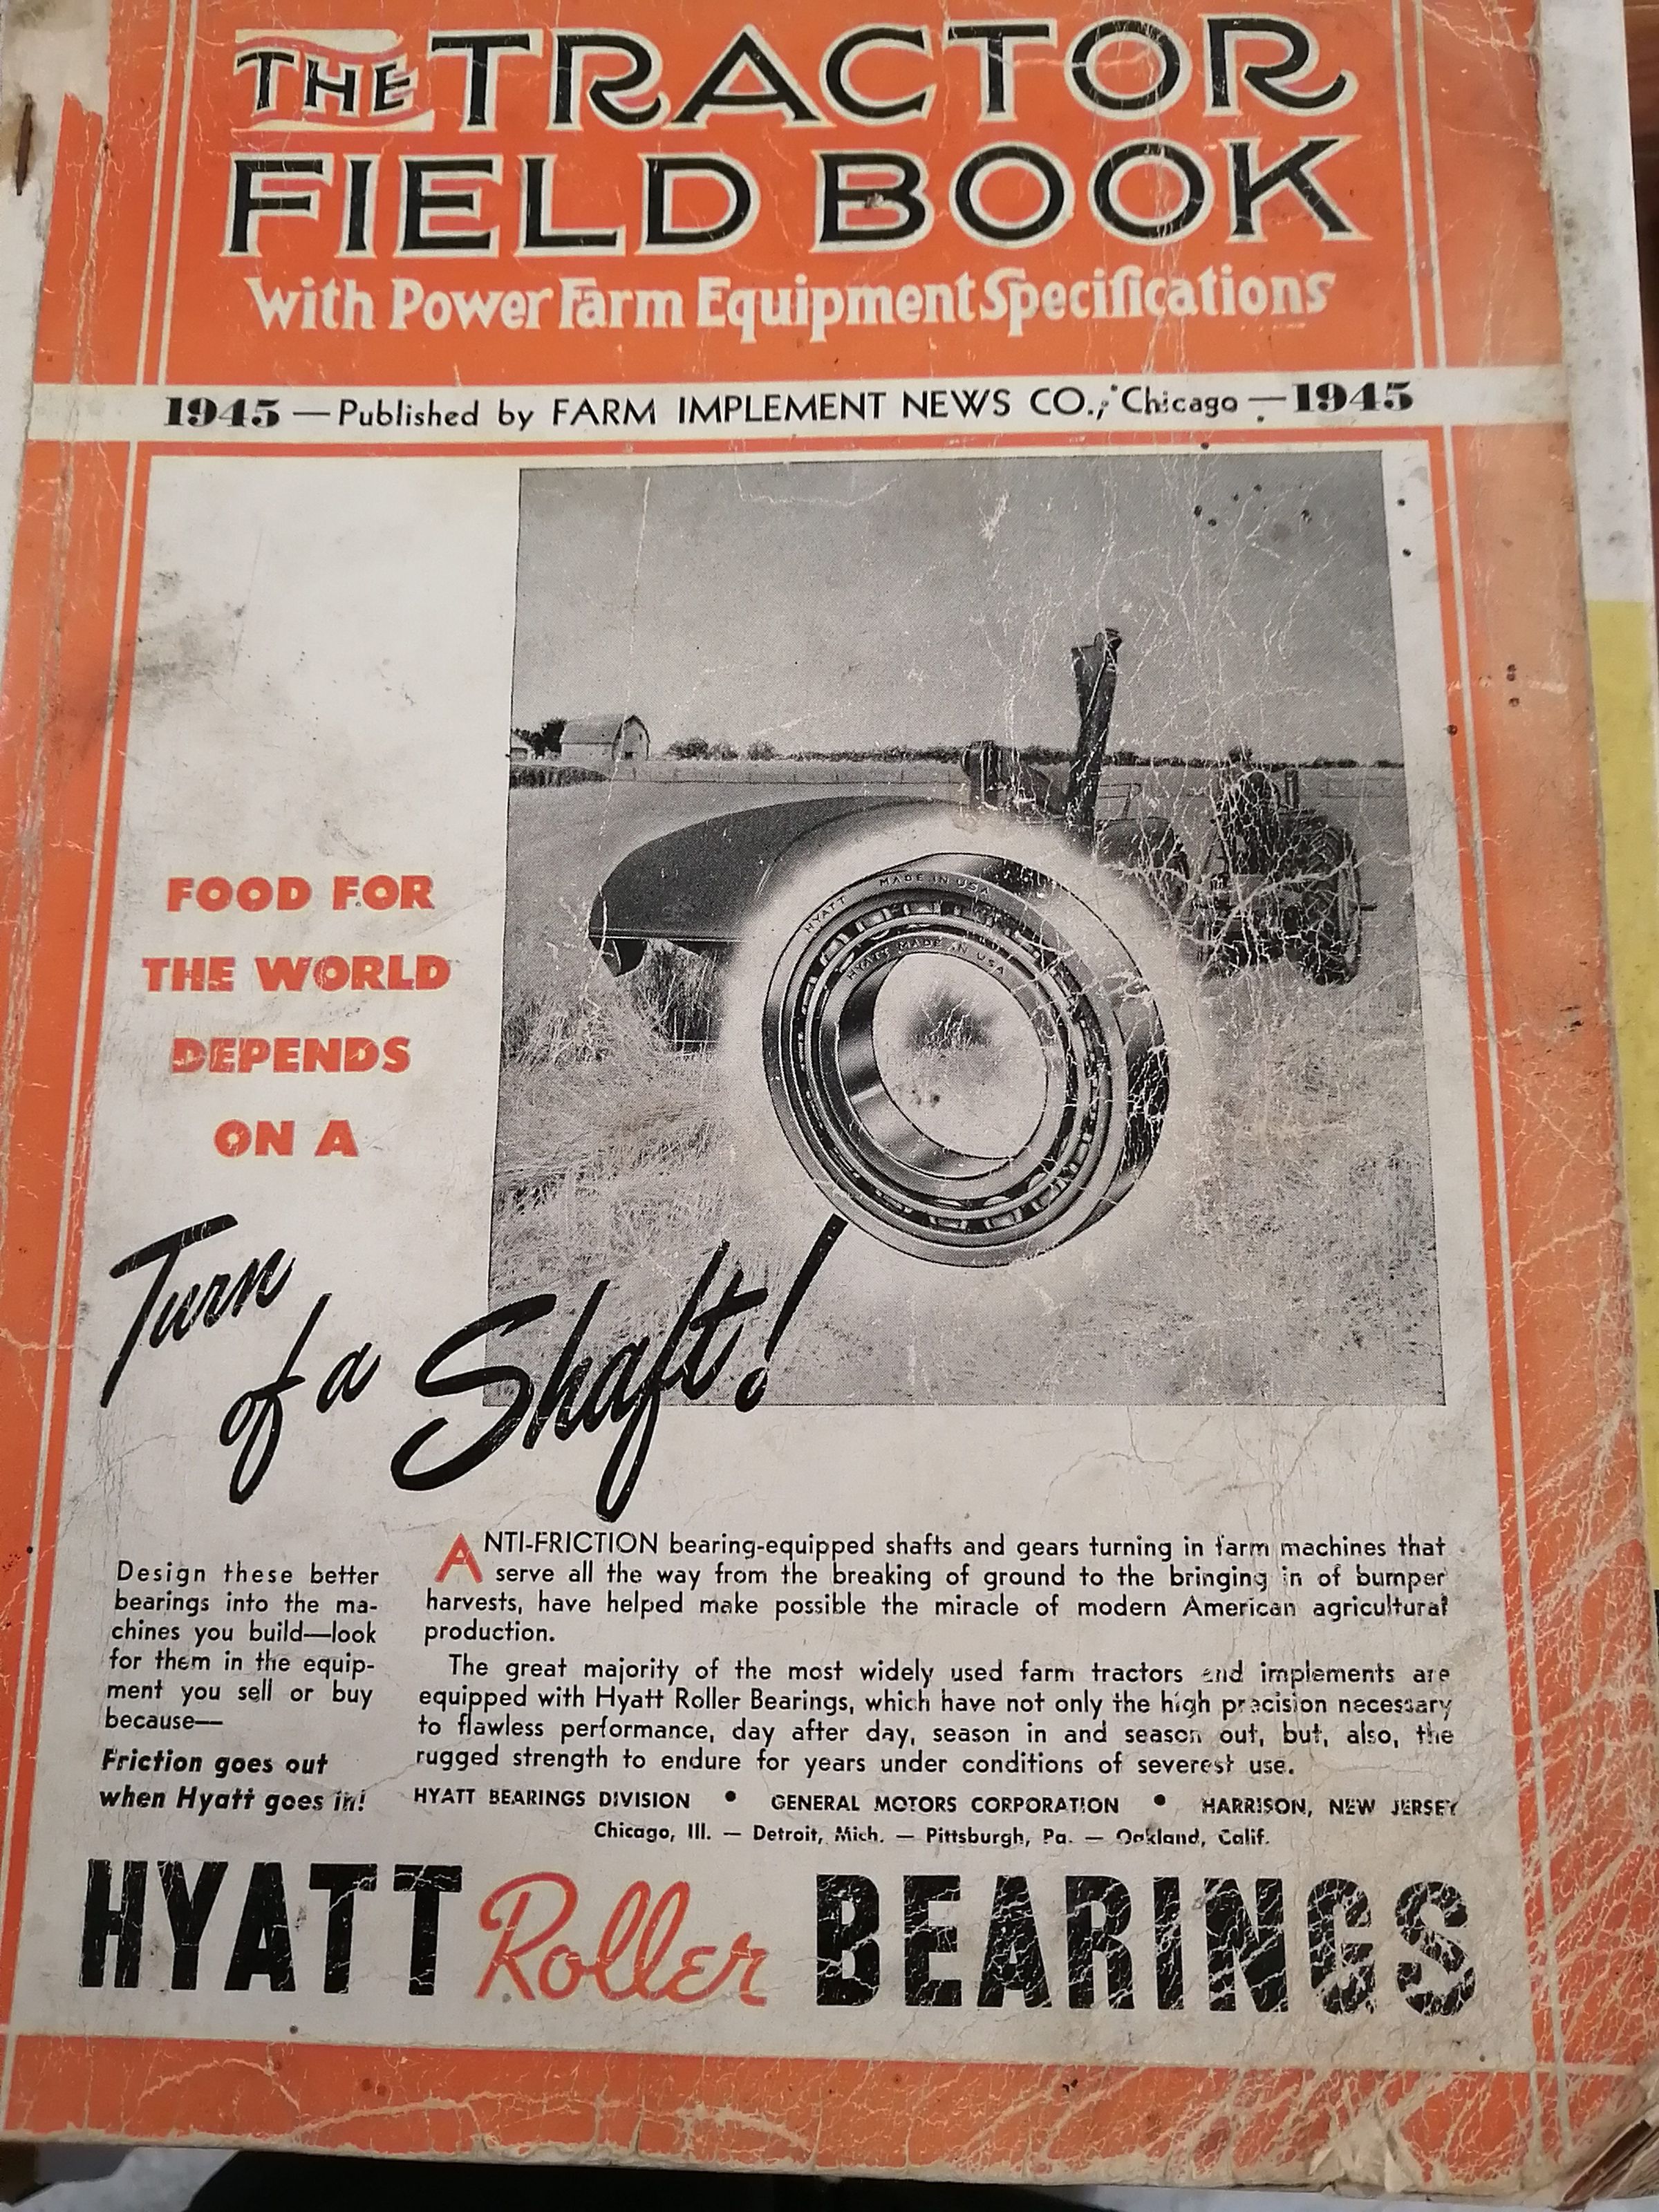 THE TRACTOR
FIELD BOOK
With Power Farm Equipment Specifications
1945 — Published by FARM IMPLEMENT NEWS CO., Chicago — 1945
HYATT MADE IN USA
HYATT MADE IN USA
FOOD FOR
THE WORLD
DEPENDS
ON A
Turn
of a Shaft!
Design these better
bearings into the ma-
chines you build—look
for them in the equip-
ment you sell or buy
because—
Friction goes out
when Hyatt goes in!
ANTI-FRICTION bearing-equipped shafts and gears turning in farm machines that
serve all the way from the breaking of ground to the bringing in of bumper
harvests, have helped make possible the miracle of modern American agricultural
production.
The great majority of the most widely used farm tractors and implements are
equipped with Hyatt Roller Bearings, which have not only the high precision necessary
to flawless performance, day after day, season in and season out, but, also, the
rugged strength to endure for years under conditions of severest use.
HYATT BEARINGS DIVISION • GENERAL MOTORS CORPORATION • HARRISON, NEW JERSEY
Chicago, Ill. — Detroit, Mich. — Pittsburgh, Pa. — Oakland, Calif.
HYATT Roller BEARINGS